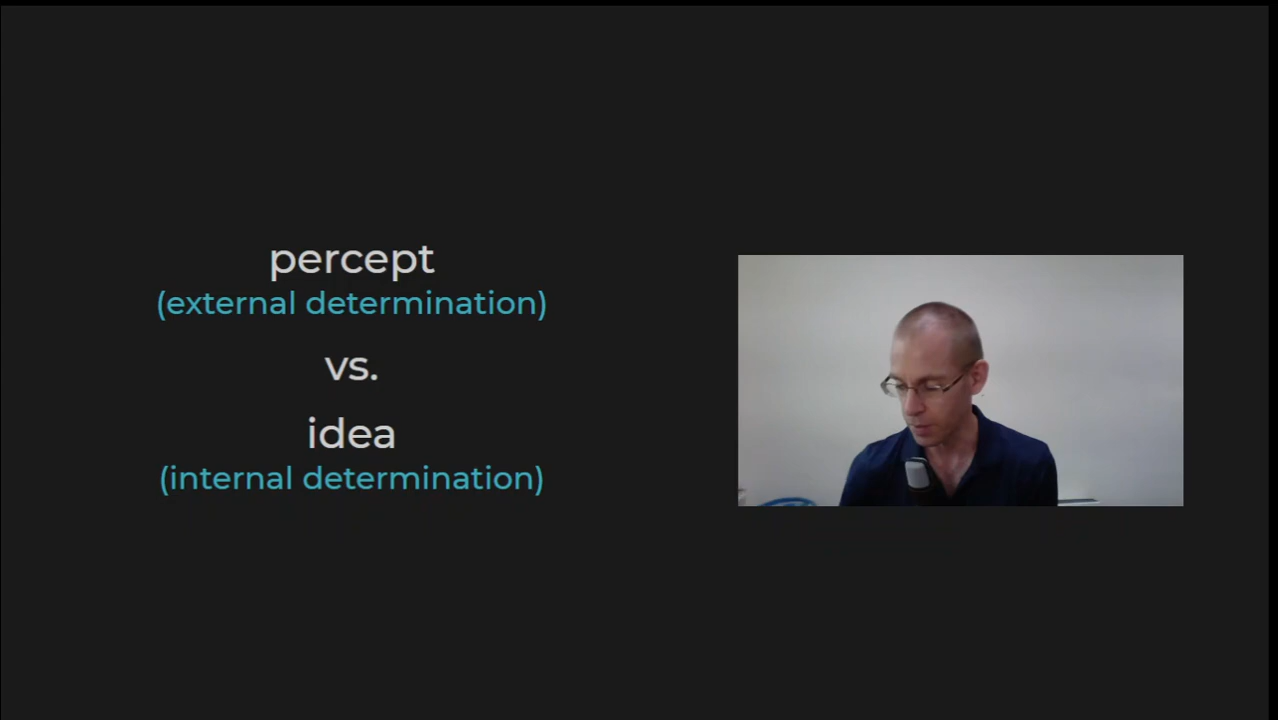 percept
(external determination)
vs.
idea
(internal determination)